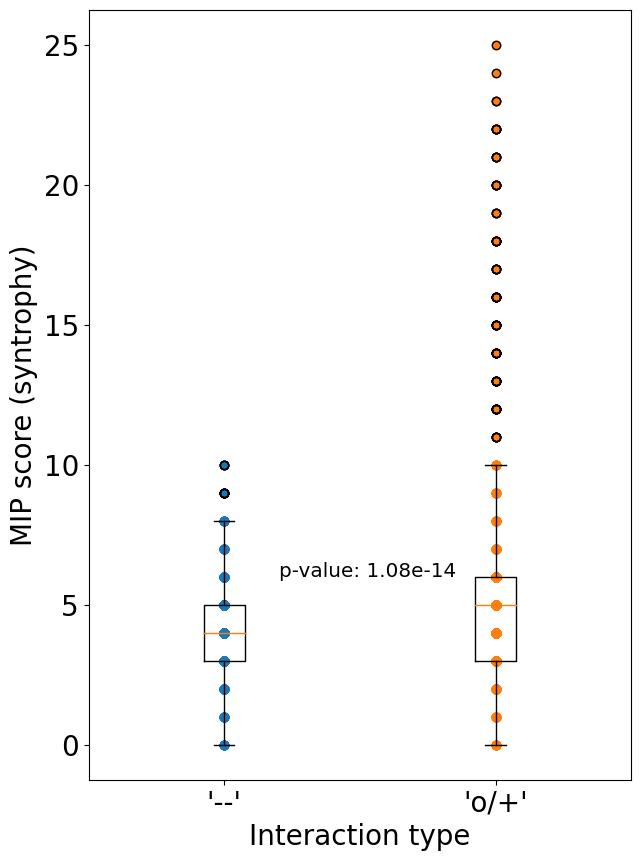 25
20
15
10
5
0
MIP score (syntrophy)
p-value: 1.08e-14
'--'
'o/+'
Interaction type